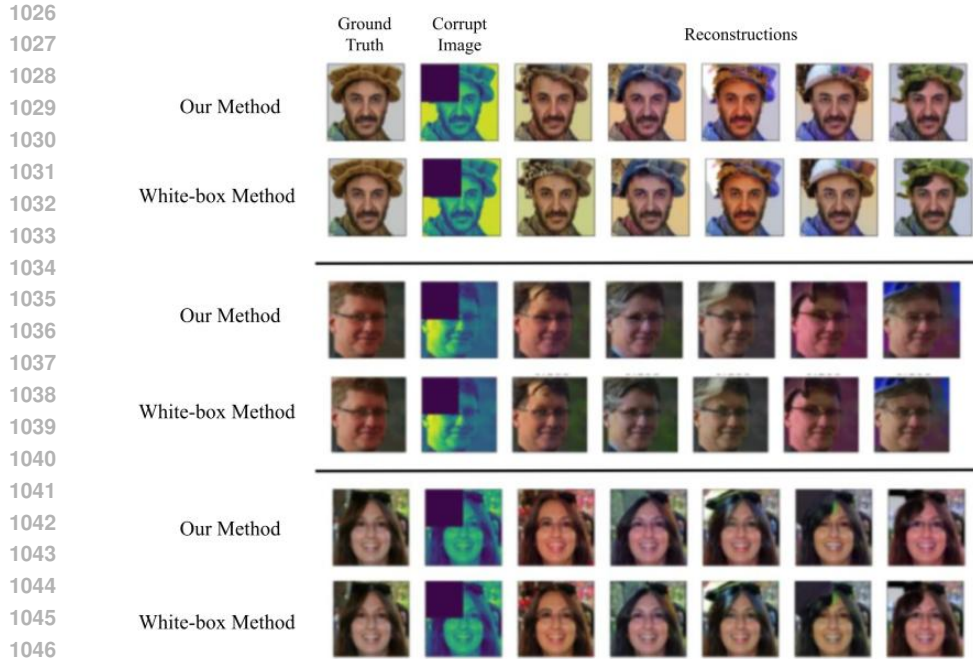 1026
Ground
Truth
Corrupt
Image
Reconstructions
1027
1028
1029
Our Method
1030
1031
1032
White-box Method
1033
1034
1035
1036
Our Method
1037
1038
1039
White-box Method
1040
1041
1042
Our Method
1043
1044
1045
White-box Method
1046